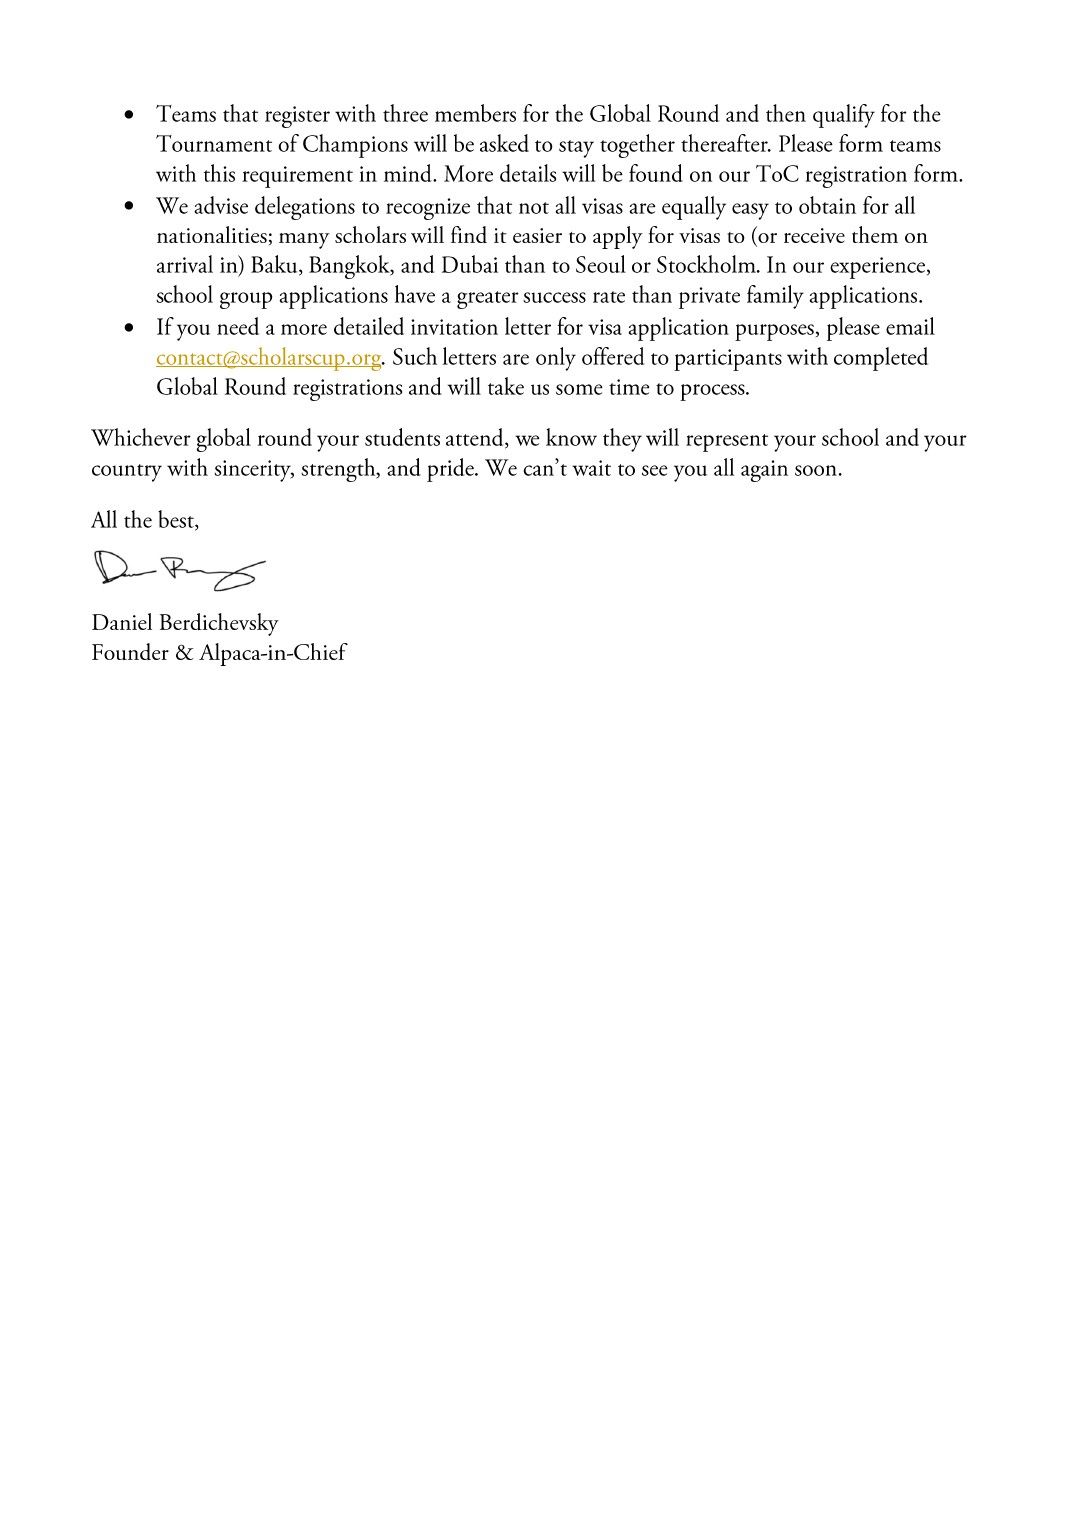 • Teams that register with three members for the Global Round and then qualify for the
Tournament of Champions will be asked to stay together thereafter. Please form teams
with this requirement in mind. More details will be found on our ToC registration form.
• We advise delegations to recognize that not all visas are equally easy to obtain for all
nationalities; many scholars will find it easier to apply for visas to (or receive them on
arrival in) Baku, Bangkok, and Dubai than to Seoul or Stockholm. In our experience,
school group applications have a greater success rate than private family applications.
• If you need a more detailed invitation letter for visa application purposes, please email
contact@scholarscup.org. Such letters are only offered to participants with completed
Global Round registrations and will take us some time to process.
Whichever global round your students attend, we know they will represent your school and your
country with sincerity, strength, and pride. We can't wait to see you all again soon.
All the best,
Daniel Berdichevsky
Founder & Alpaca-in-Chief